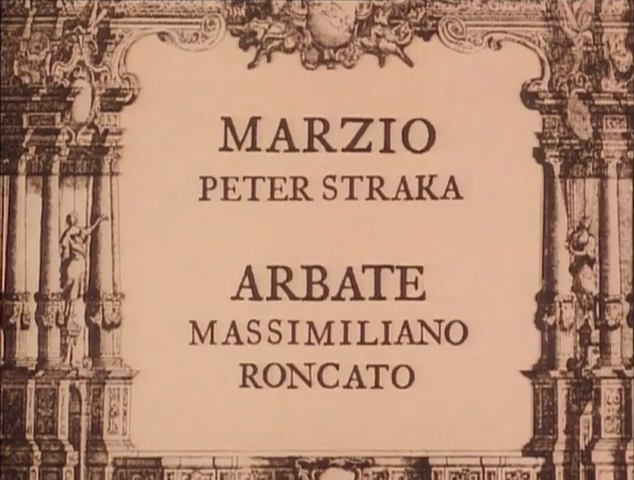 MARZIO
PETER STRAKA
ARBATE
MASSIMILIANO
RONCATO